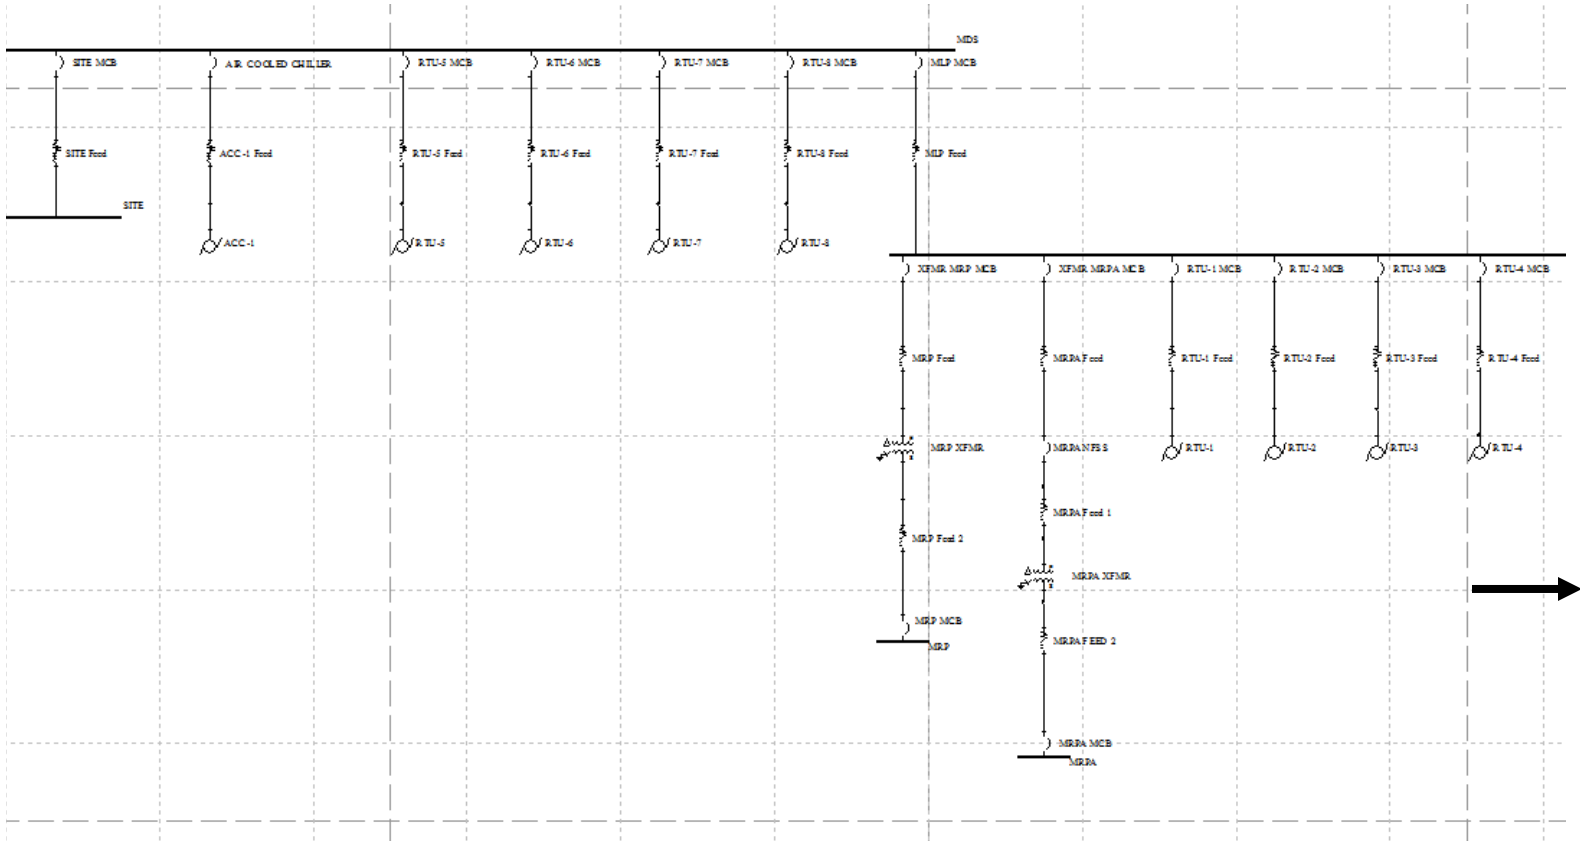 MDS
SITE MCB
AIR COOLED CHILLER
RTU-5 MCB
RTU-6 MCB
RTU-7 MCB
RTU-8 MCB
MLP MCB
SITE Feed
ACC-1 Feed
RTU-5 Feed
RTU-6 Feed
RTU-7 Feed
RTU-8 Feed
MLP Feed
SITE
ACC-1
RTU-5
RTU-6
RTU-7
RTU-8
XFMR MRP MCB
XFMR MRPA MCB
RTU-1 MCB
RTU-2 MCB
RTU-3 MCB
RTU-4 MCB
MRP Feed
MRPA Feed
RTU-1 Feed
RTU-2 Feed
RTU-3 Feed
RTU-4 Feed
MRP XFMR
MRPA NFSS
RTU-1
RTU-2
RTU-3
RTU-4
MRPA Feed 1
MRP Feed 2
MRPA XFMR
MRP MCB
MRP
MRPA FEED 2
MRPA MCB
MRPA